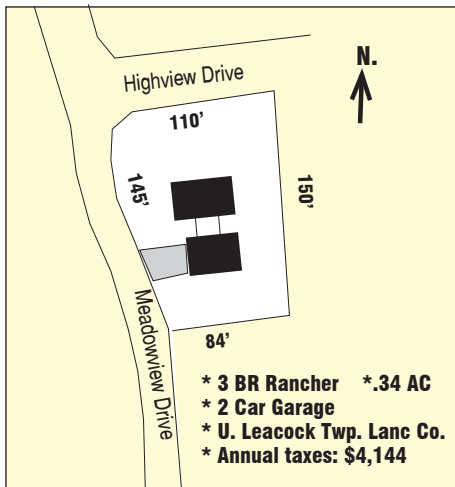 Highview Drive
N.
110'
145'
150'
Meadowview Drive
84'
* 3 BR Rancher *.34 AC
* 2 Car Garage
* U. Leacock Twp. Lanc Co.
* Annual taxes: $4,144